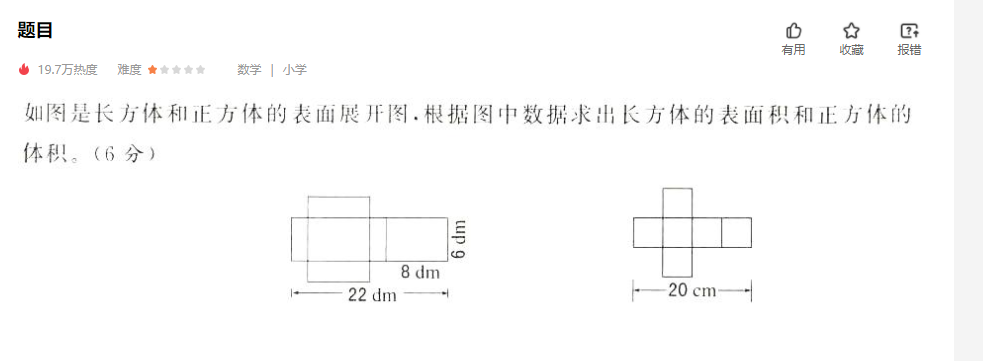 题目
有用 收藏 报错
19.7万热度 难度 数学 | 小学
如图是长方体和正方体的表面展开图.根据图中数据求出长方体的表面积和正方体的
体积。(6 分)
6 dm
8 dm
22 dm
20 cm